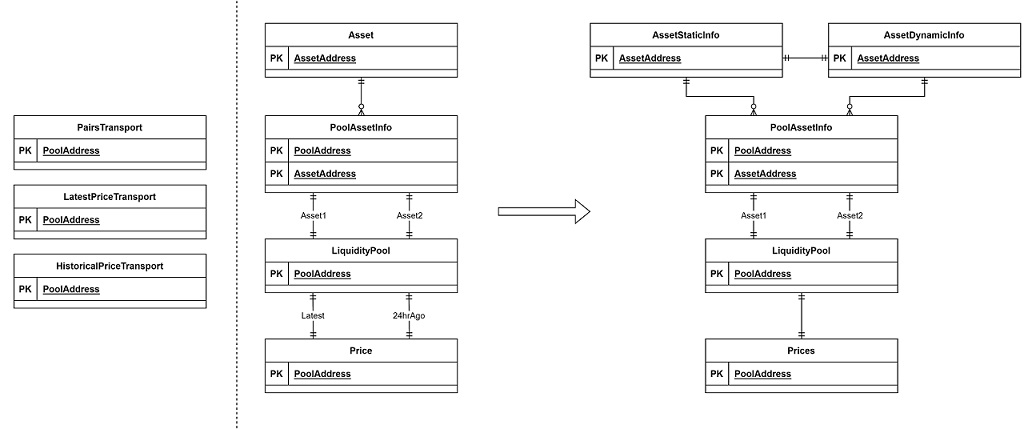 PairsTransport
PK PoolAddress
LatestPriceTransport
PK PoolAddress
HistoricalPriceTransport
PK PoolAddress
Asset
PK AssetAddress
PoolAssetInfo
PK PoolAddress
PK AssetAddress
Asset1 Asset2
LiquidityPool
PK PoolAddress
Latest 24hrAgo
Price
PK PoolAddress
AssetStaticInfo
PK AssetAddress
AssetDynamicInfo
PK AssetAddress
PoolAssetInfo
PK PoolAddress
PK AssetAddress
Asset1 Asset2
LiquidityPool
PK PoolAddress
Prices
PK PoolAddress